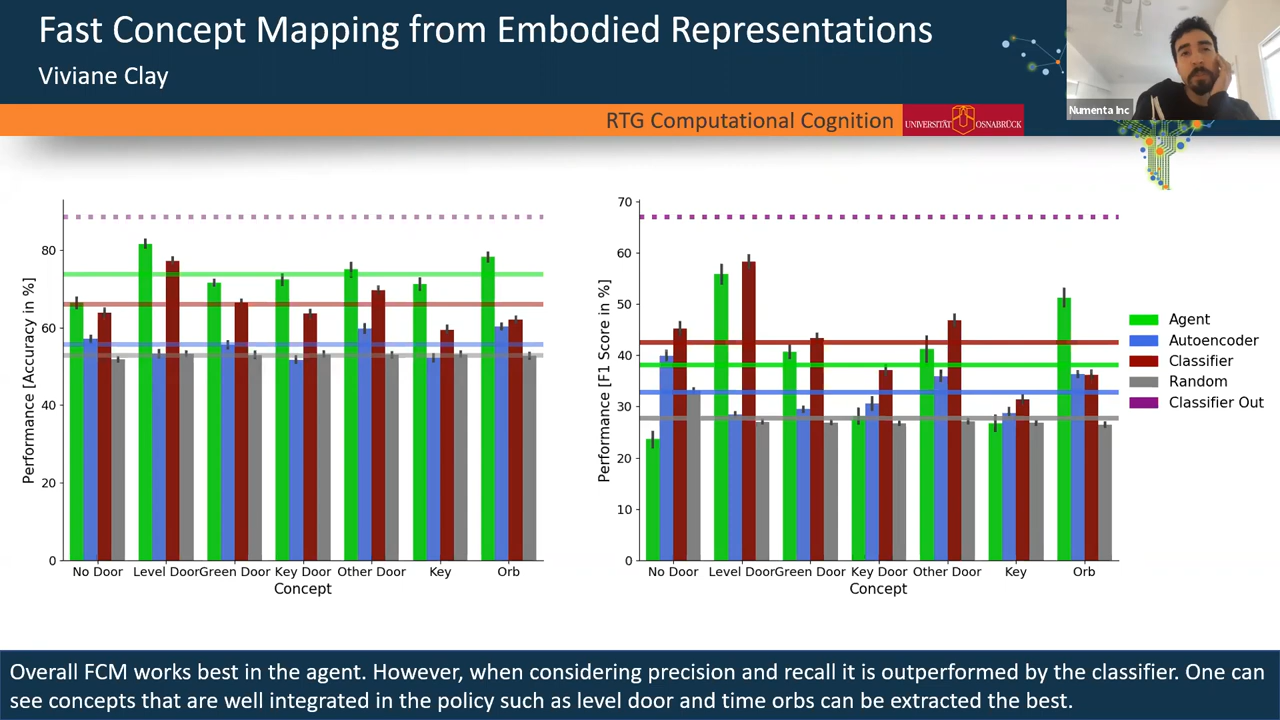 Fast Concept Mapping from Embodied Representations
Viviane Clay
Numenta Inc
RTG Computational Cognition
UNIVERSITÄT OSNABRÜCK
Performance [Accuracy in %]
80
60
40
20
0
No Door Level Door Green Door Key Door Other Door Key Orb
Concept
Performance [F1 Score in %]
70
60
50
40
30
20
10
0
No Door Level Door Green Door Key Door Other Door Key Orb
Concept
Agent
Autoencoder
Classifier
Random
Classifier Out
Overall FCM works best in the agent. However, when considering precision and recall it is outperformed by the classifier. One can
see concepts that are well integrated in the policy such as level door and time orbs can be extracted the best.